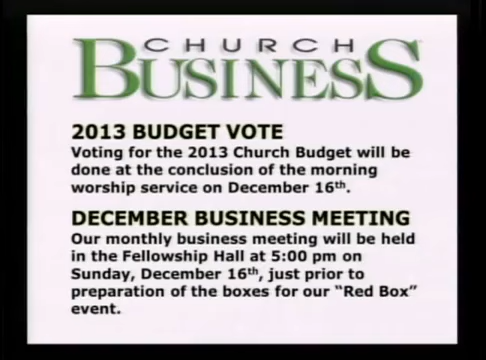 CHURCH
BUSINESS
2013 BUDGET VOTE
Voting for the 2013 Church Budget will be
done at the conclusion of the morning
worship service on December 16th.
DECEMBER BUSINESS MEETING
Our monthly business meeting will be held
in the Fellowship Hall at 5:00 pm on
Sunday, December 16th, just prior to
preparation of the boxes for our “Red Box”
event.